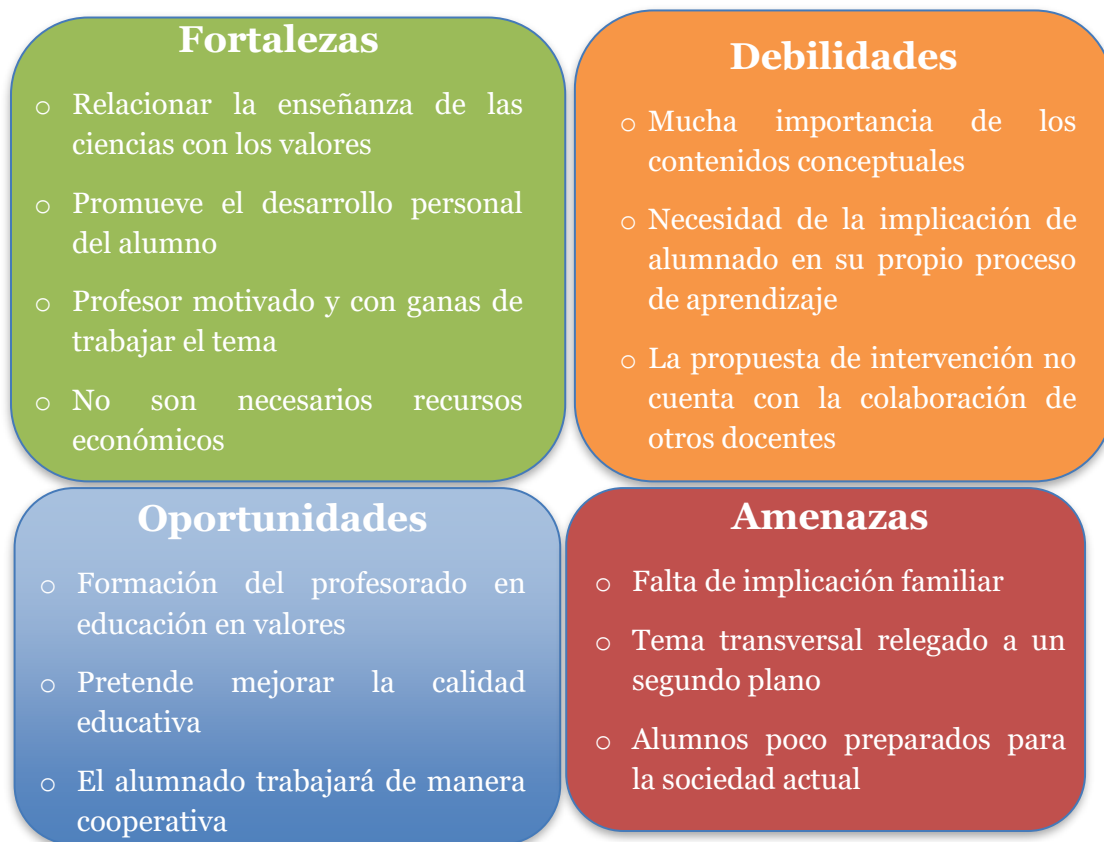 Fortalezas
o Relacionar la enseñanza de las
ciencias con los valores
o Promueve el desarrollo personal
del alumno
o Profesor motivado y con ganas de
trabajar el tema
o No son necesarios recursos
económicos
Debilidades
o Mucha importancia de los
contenidos conceptuales
o Necesidad de la implicación de
alumnado en su propio proceso
de aprendizaje
o La propuesta de intervención no
cuenta con la colaboración de
otros docentes
Oportunidades
o Formación del profesorado en
educación en valores
o Pretende mejorar la calidad
educativa
o El alumnado trabajará de manera
cooperativa
Amenazas
o Falta de implicación familiar
o Tema transversal relegado a un
segundo plano
o Alumnos poco preparados para
la sociedad actual